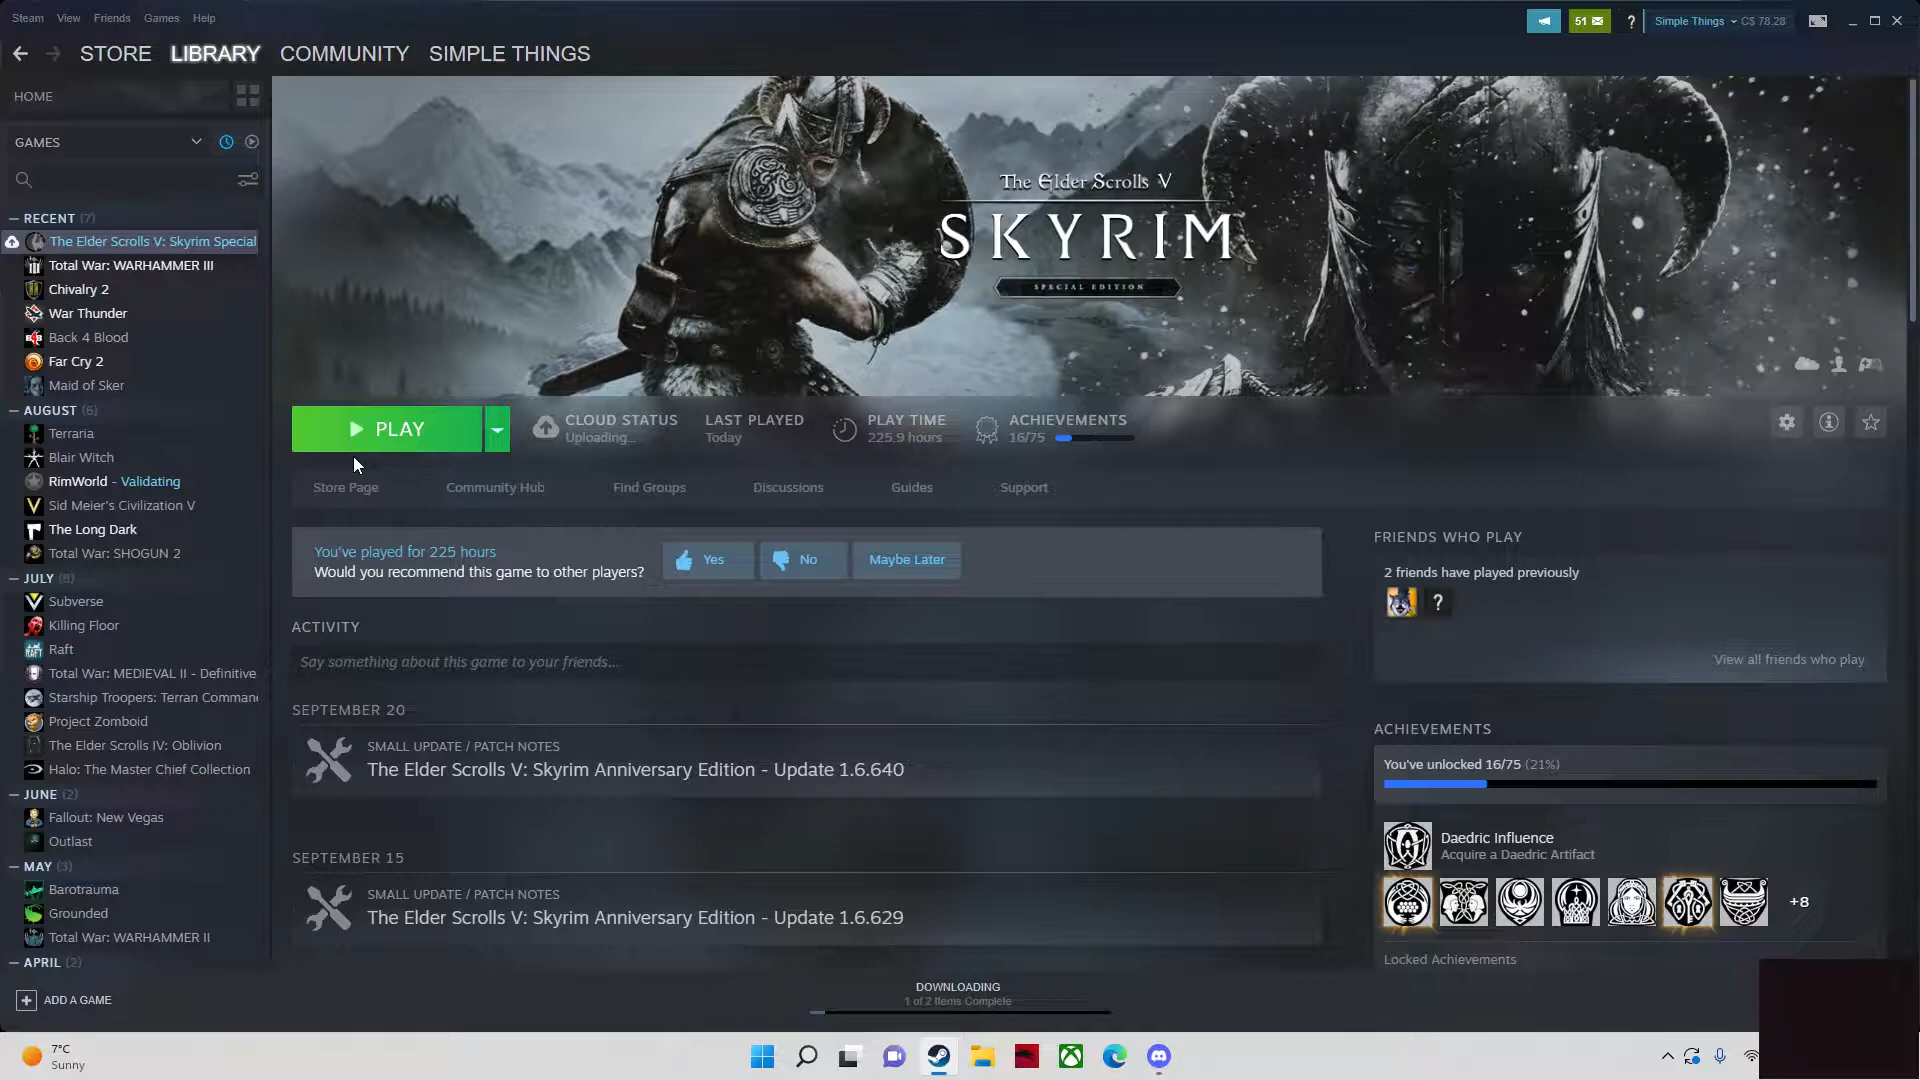 Steam View Friends Games Help
51 ? Simple Things C$ 78.28
STORE LIBRARY COMMUNITY SIMPLE THINGS
HOME
GAMES
RECENT (7)
The Elder Scrolls V: Skyrim Special
Total War: WARHAMMER III
Chivalry 2
War Thunder
Back 4 Blood
Far Cry 2
Maid of Sker
AUGUST (6)
Terraria
Blair Witch
RimWorld - Validating
Sid Meier's Civilization V
The Long Dark
Total War: SHOGUN 2
JULY (8)
Subverse
Killing Floor
Raft
Total War: MEDIEVAL II - Definitive
Starship Troopers: Terran Command
Project Zomboid
The Elder Scrolls IV: Oblivion
Halo: The Master Chief Collection
JUNE (2)
Fallout: New Vegas
Outlast
MAY (3)
Barotrauma
Grounded
Total War: WARHAMMER II
APRIL (2)
ADD A GAME
The Elder Scrolls V
SKYRIM
SPECIAL EDITION
PLAY
CLOUD STATUS
Uploading...
LAST PLAYED
Today
PLAY TIME
225.9 hours
ACHIEVEMENTS
16/75
Store Page Community Hub Find Groups Discussions Guides Support
You've played for 225 hours
Would you recommend this game to other players?
Yes No Maybe Later
ACTIVITY
Say something about this game to your friends...
SEPTEMBER 20
SMALL UPDATE / PATCH NOTES
The Elder Scrolls V: Skyrim Anniversary Edition - Update 1.6.640
SEPTEMBER 15
SMALL UPDATE / PATCH NOTES
The Elder Scrolls V: Skyrim Anniversary Edition - Update 1.6.629
FRIENDS WHO PLAY
2 friends have played previously
?
View all friends who play
ACHIEVEMENTS
You've unlocked 16/75 (21%)
Daedric Influence
Acquire a Daedric Artifact
+8
Locked Achievements
DOWNLOADING
1 of 2 Items Complete
7°C
Sunny